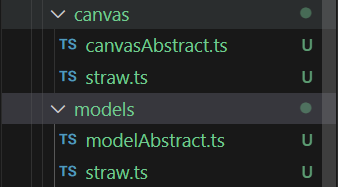 canvas
TS canvasAbstract.ts U
TS straw.ts U
models
TS modelAbstract.ts U
TS straw.ts U